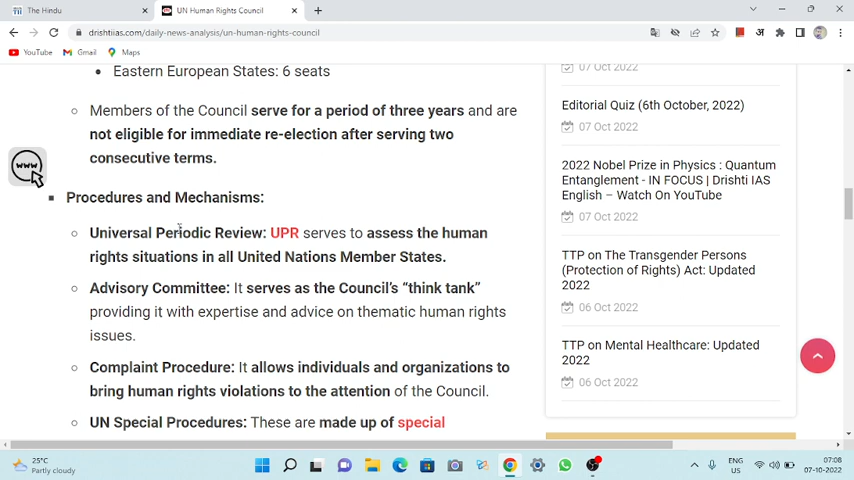 The Hindu
UN Human Rights Council
drishtiias.com/daily-news-analysis/un-human-rights-council
YouTube
Gmail
Maps
Eastern European States: 6 seats
Members of the Council serve for a period of three years and are
not eligible for immediate re-election after serving two
consecutive terms.
www
Procedures and Mechanisms:
Universal Periodic Review: UPR serves to assess the human
rights situations in all United Nations Member States.
Advisory Committee: It serves as the Council's “think tank”
providing it with expertise and advice on thematic human rights
issues.
Complaint Procedure: It allows individuals and organizations to
bring human rights violations to the attention of the Council.
UN Special Procedures: These are made up of special
07 Oct 2022
Editorial Quiz (6th October, 2022)
07 Oct 2022
2022 Nobel Prize in Physics : Quantum
Entanglement - IN FOCUS | Drishti IAS
English – Watch On YouTube
07 Oct 2022
TTP on The Transgender Persons
(Protection of Rights) Act: Updated
2022
06 Oct 2022
TTP on Mental Healthcare: Updated
2022
06 Oct 2022
25°C
Partly cloudy
ENG
US
07:08
07-10-2022